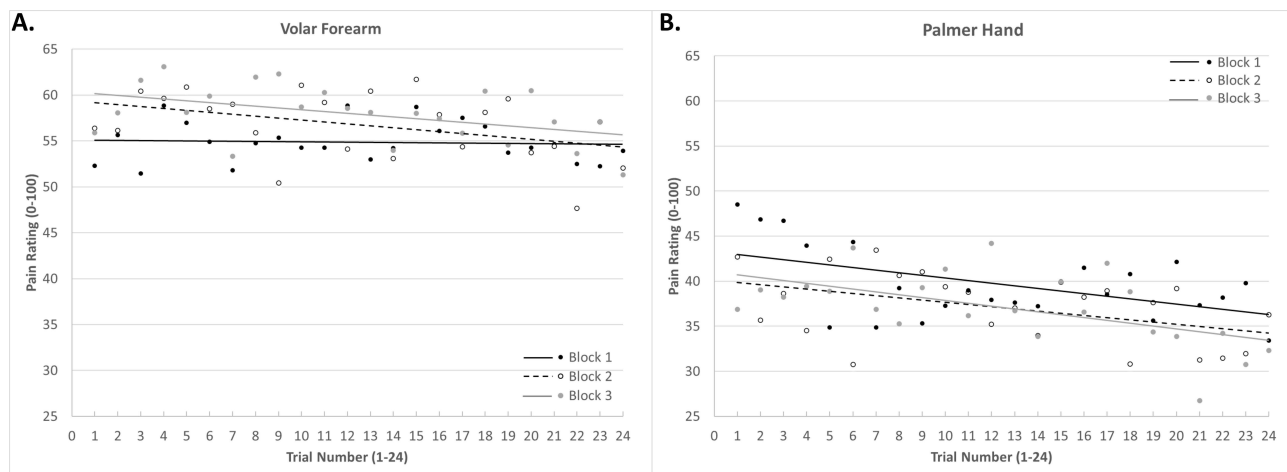 A.
Volar Forearm
Pain Rating (0-100)
65
60
55
50
45
40
35
30
25
Block 1
Block 2
Block 3
0 1 2 3 4 5 6 7 8 9 10 11 12 13 14 15 16 17 18 19 20 21 22 23 24
Trial Number (1-24)
B.
Palmer Hand
Pain Rating (0-100)
65
60
55
50
45
40
35
30
25
Block 1
Block 2
Block 3
0 1 2 3 4 5 6 7 8 9 10 11 12 13 14 15 16 17 18 19 20 21 22 23 24
Trial Number (1-24)